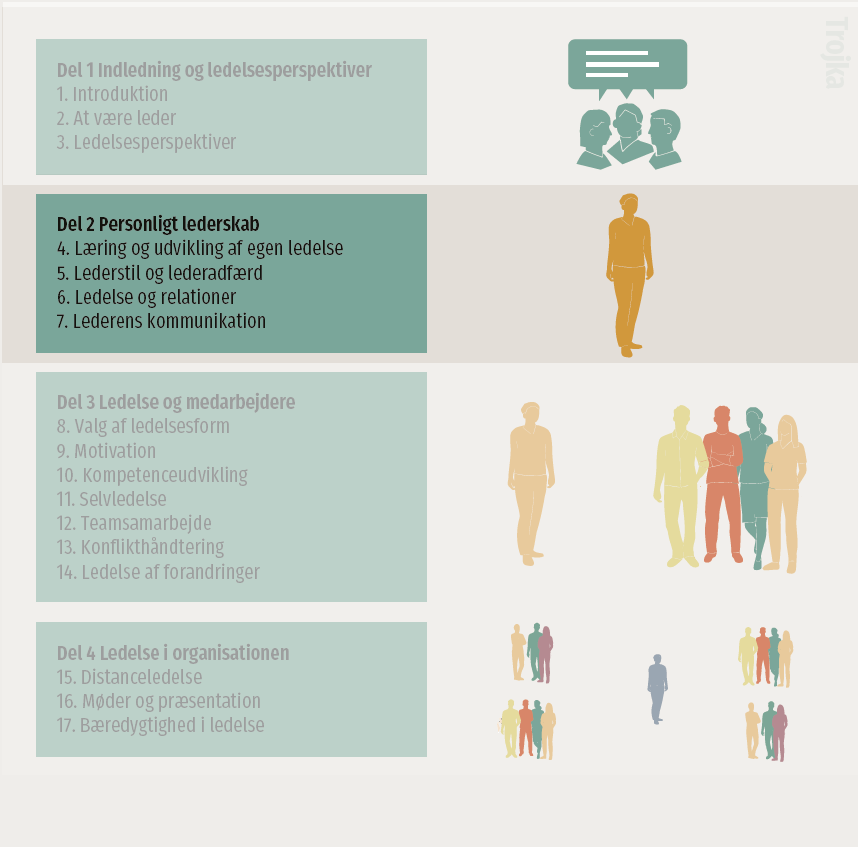 Trojka
Del 1 Indledning og ledelsesperspektiver
1. Introduktion
2. At være leder
3. Ledelsesperspektiver
Del 2 Personligt lederskab
4. Læring og udvikling af egen ledelse
5. Lederstil og lederadfærd
6. Ledelse og relationer
7. Lederens kommunikation
Del 3 Ledelse og medarbejdere
8. Valg af ledelsesform
9. Motivation
10. Kompetenceudvikling
11. Selvledelse
12. Teamsamarbejde
13. Konflikthåndtering
14. Ledelse af forandringer
Del 4 Ledelse i organisationen
15. Distanceledelse
16. Møder og præsentation
17. Bæredygtighed i ledelse